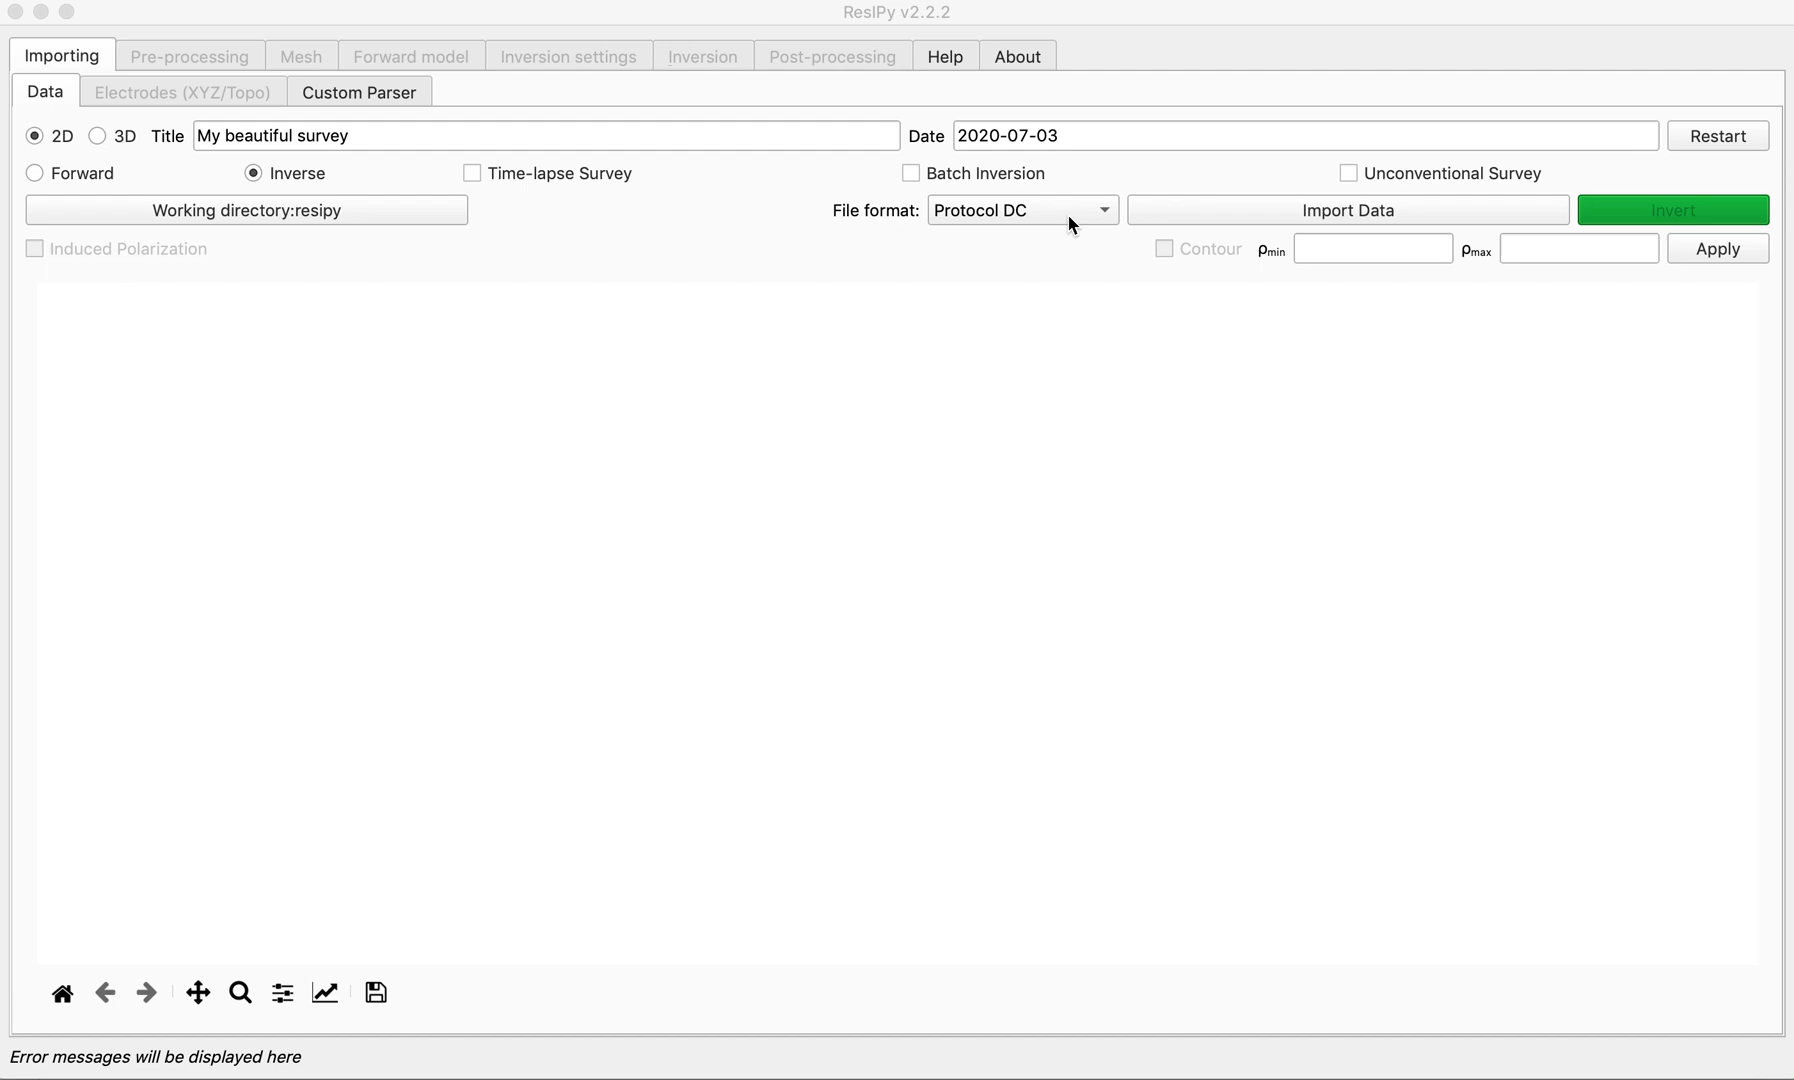 ResIPy v2.2.2
Importing Pre-processing Mesh Forward model Inversion settings Inversion Post-processing Help About
Data Electrodes (XYZ/Topo) Custom Parser
2D 3D Title My beautiful survey Date 2020-07-03 Restart
Forward Inverse Time-lapse Survey Batch Inversion Unconventional Survey
Working directory:resipy File format: Protocol DC Import Data Invert
Induced Polarization Contour ρmin ρmax Apply
Error messages will be displayed here